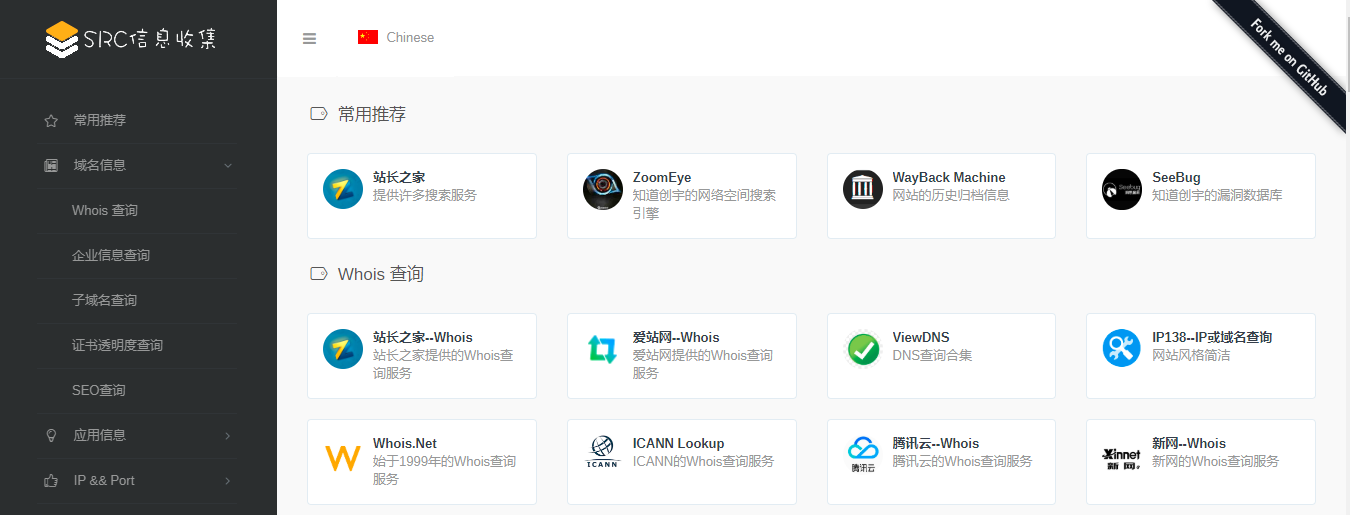 SRC信息收集
Chinese
Fork me on GitHub
常用推荐
域名信息
Whois 查询
企业信息查询
子域名查询
证书透明度查询
SEO查询
应用信息
IP && Port
常用推荐
站长之家
提供许多搜索服务
ZoomEye
知道创宇的网络空间搜索
引擎
WayBack Machine
网站的历史归档信息
SeeBug
知道创宇的漏洞数据库
Seebug
Whois 查询
站长之家--Whois
站长之家提供的Whois查
询服务
爱站网--Whois
爱站网提供的Whois查询
服务
ViewDNS
DNS查询合集
IP138--IP或域名查询
网站风格简洁
Whois.Net
始于1999年的Whois查询
服务
ICANN
ICANN Lookup
ICANN的Whois查询服务
腾讯云
腾讯云--Whois
腾讯云的Whois查询服务
Xinnet
新网
新网--Whois
新网的Whois查询服务